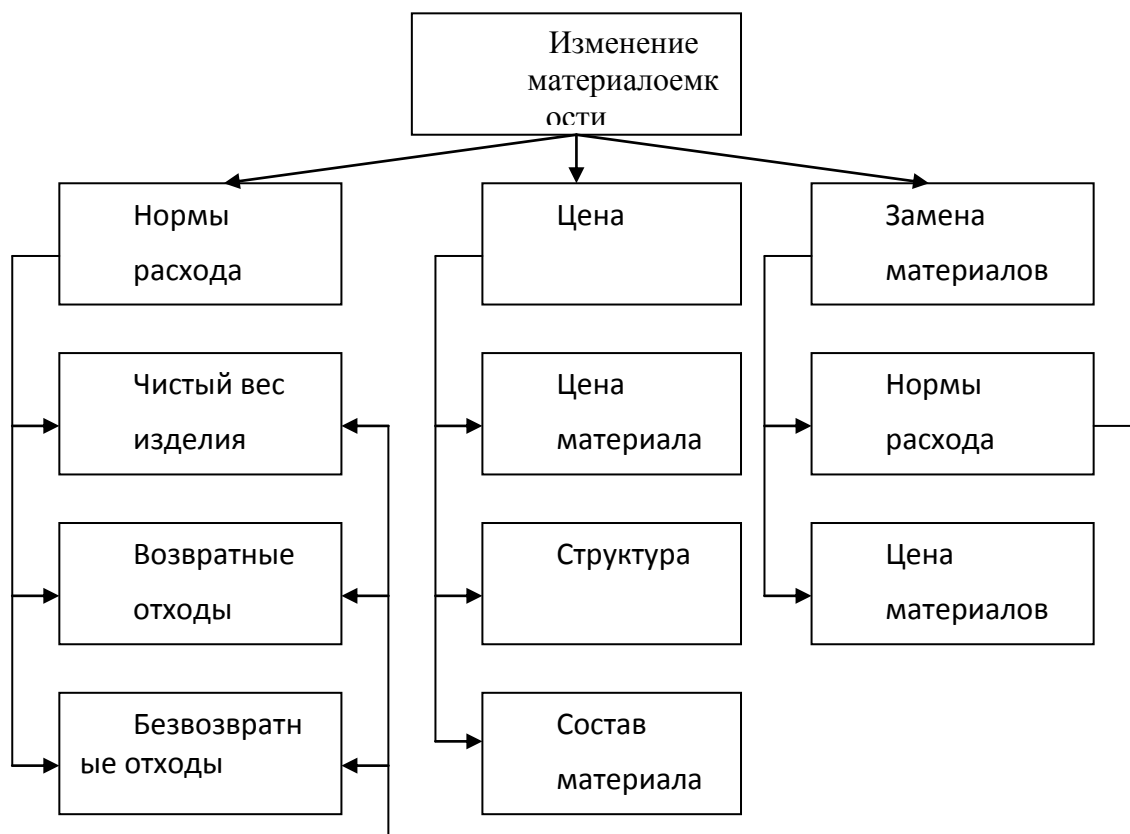 Изменение
материалоемк
ости
Нормы
расхода
Цена
Замена
материалов
Чистый вес
изделия
Цена
материала
Нормы
расхода
Возвратные
отходы
Структура
Цена
материалов
Безвозвратн
ые отходы
Состав
материала